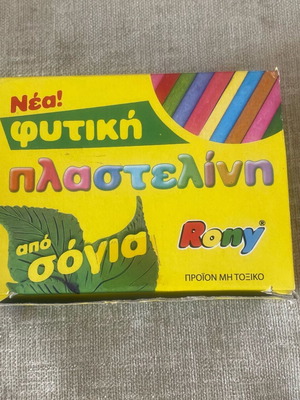 Νέα!
φυτική
πλαστελίνη
από
σόγια
Rony®
ΠΡΟΪΟΝ ΜΗ ΤΟΞΙΚΟ